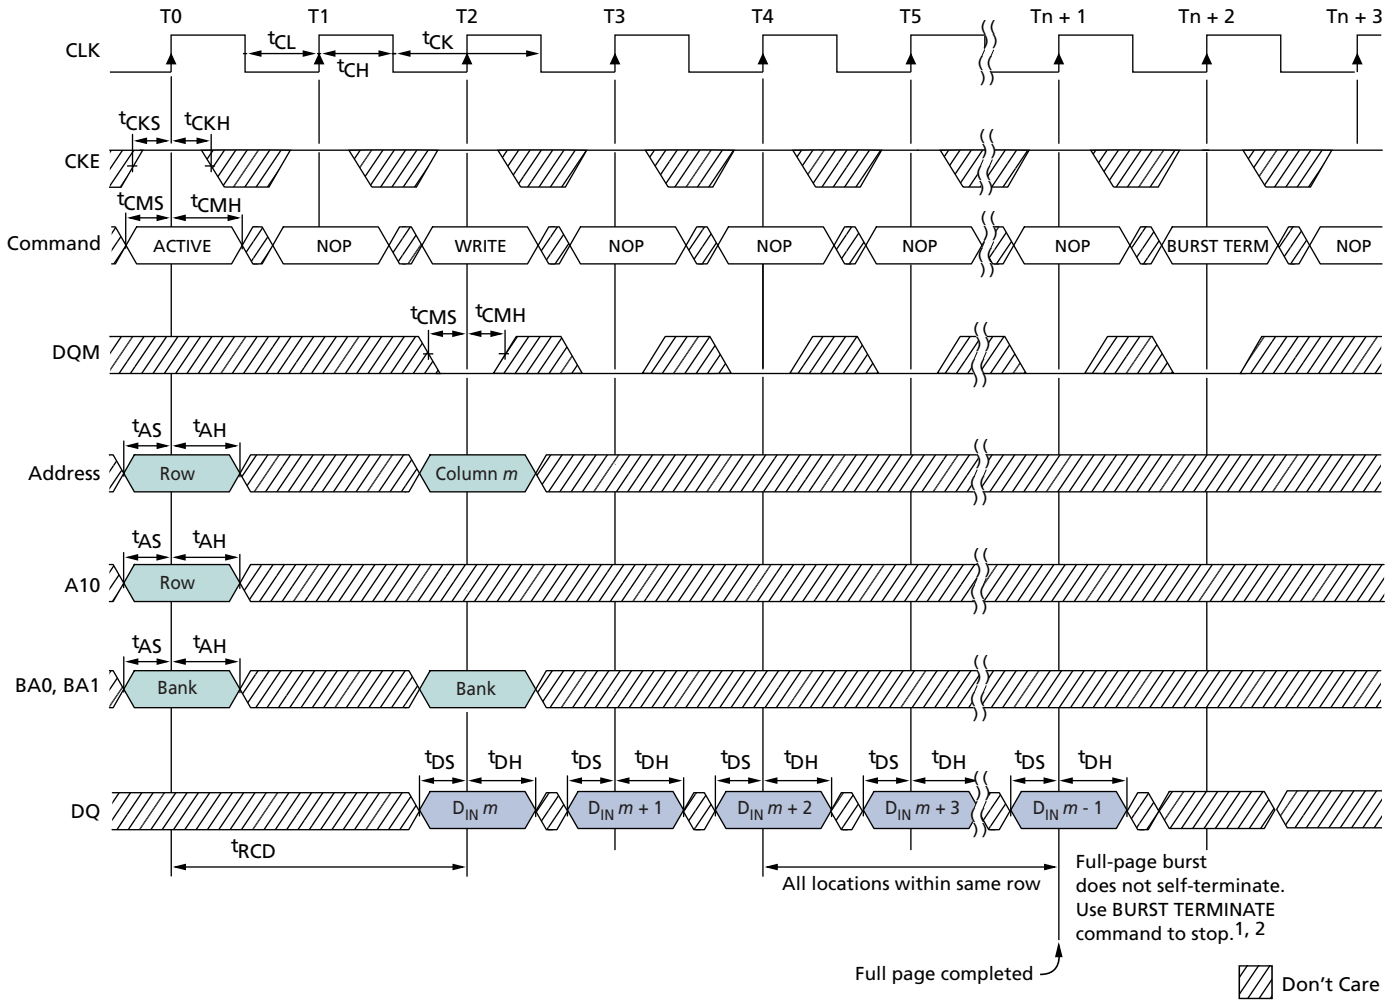 T0 T1 T2 T3 T4 T5 Tn + 1 Tn + 2 Tn + 3
CLK
tCL tCH tCK
tCKS tCKH
CKE
tCMS tCMH
Command ACTIVE NOP WRITE NOP NOP NOP NOP BURST TERM NOP
tCMS tCMH
DQM
tAS tAH
Address Row Column m
tAS tAH
A10 Row
tAS tAH
BA0, BA1 Bank Bank
tDS tDH tDS tDH tDS tDH tDS tDH tDS tDH
DQ DIN m DIN m + 1 DIN m + 2 DIN m + 3 DIN m - 1
tRCD
All locations within same row
Full-page burst
does not self-terminate.
Use BURST TERMINATE
command to stop.1, 2
Full page completed
Don't Care